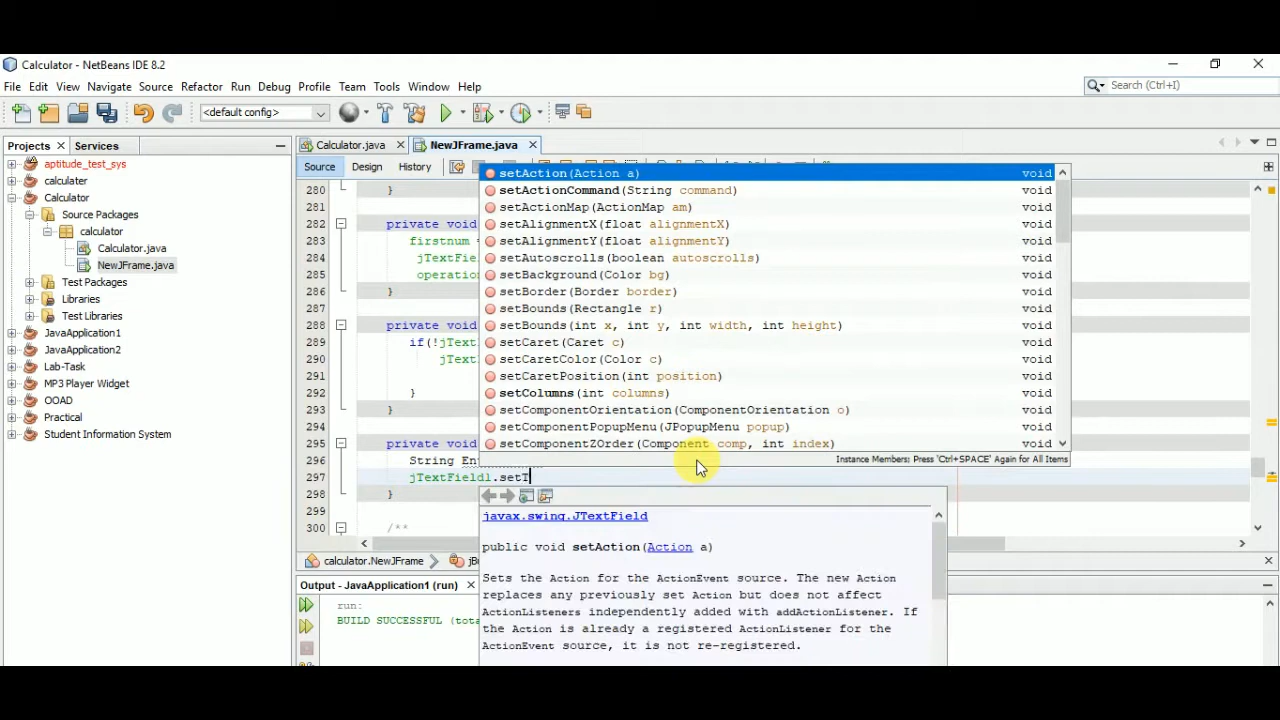 Calculator - NetBeans IDE 8.2
File Edit View Navigate Source Refactor Run Debug Profile Team Tools Window Help
Search (Ctrl+I)
<default config>
Projects
Services
Calculator.java
NewJFrame.java
Source Design History
aptitude_test_sys
calculater
Calculator
Source Packages
calculator
Calculator.java
NewJFrame.java
Test Packages
Libraries
Test Libraries
JavaApplication1
JavaApplication2
Lab-Task
MP3 Player Widget
OOAD
Practical
Student Information System
280 }
281
282 private void
283 firstnum =
284 jTextFie
285 operation
286 }
287
288 private void
289 if(!jText
290 jText
291
292 }
293 }
294
295 private void
296 String Ent
297 jTextField1.setT
298 }
299
300 /**
setAction(Action a) void
setActionCommand(String command) void
setActionMap(ActionMap am) void
setAlignmentX(float alignmentX) void
setAlignmentY(float alignmentY) void
setAutoscrolls(boolean autoscrolls) void
setBackground(Color bg) void
setBorder(Border border) void
setBounds(Rectangle r) void
setBounds(int x, int y, int width, int height) void
setCaret(Caret c) void
setCaretColor(Color c) void
setCaretPosition(int position) void
setColumns(int columns) void
setComponentOrientation(ComponentOrientation o) void
setComponentPopupMenu(JPopupMenu popup) void
setComponentZOrder(Component comp, int index) void
Instance Members; Press 'Ctrl+SPACE' Again for All Items
javax.swing.JTextField
public void setAction(Action a)
Sets the Action for the ActionEvent source. The new Action
replaces any previously set Action but does not affect
ActionListeners independently added with addActionListener. If
the Action is already a registered ActionListener for the
ActionEvent source, it is not re-registered.
calculator.NewJFrame
Output - JavaApplication1 (run)
run:
BUILD SUCCESSFUL (tota